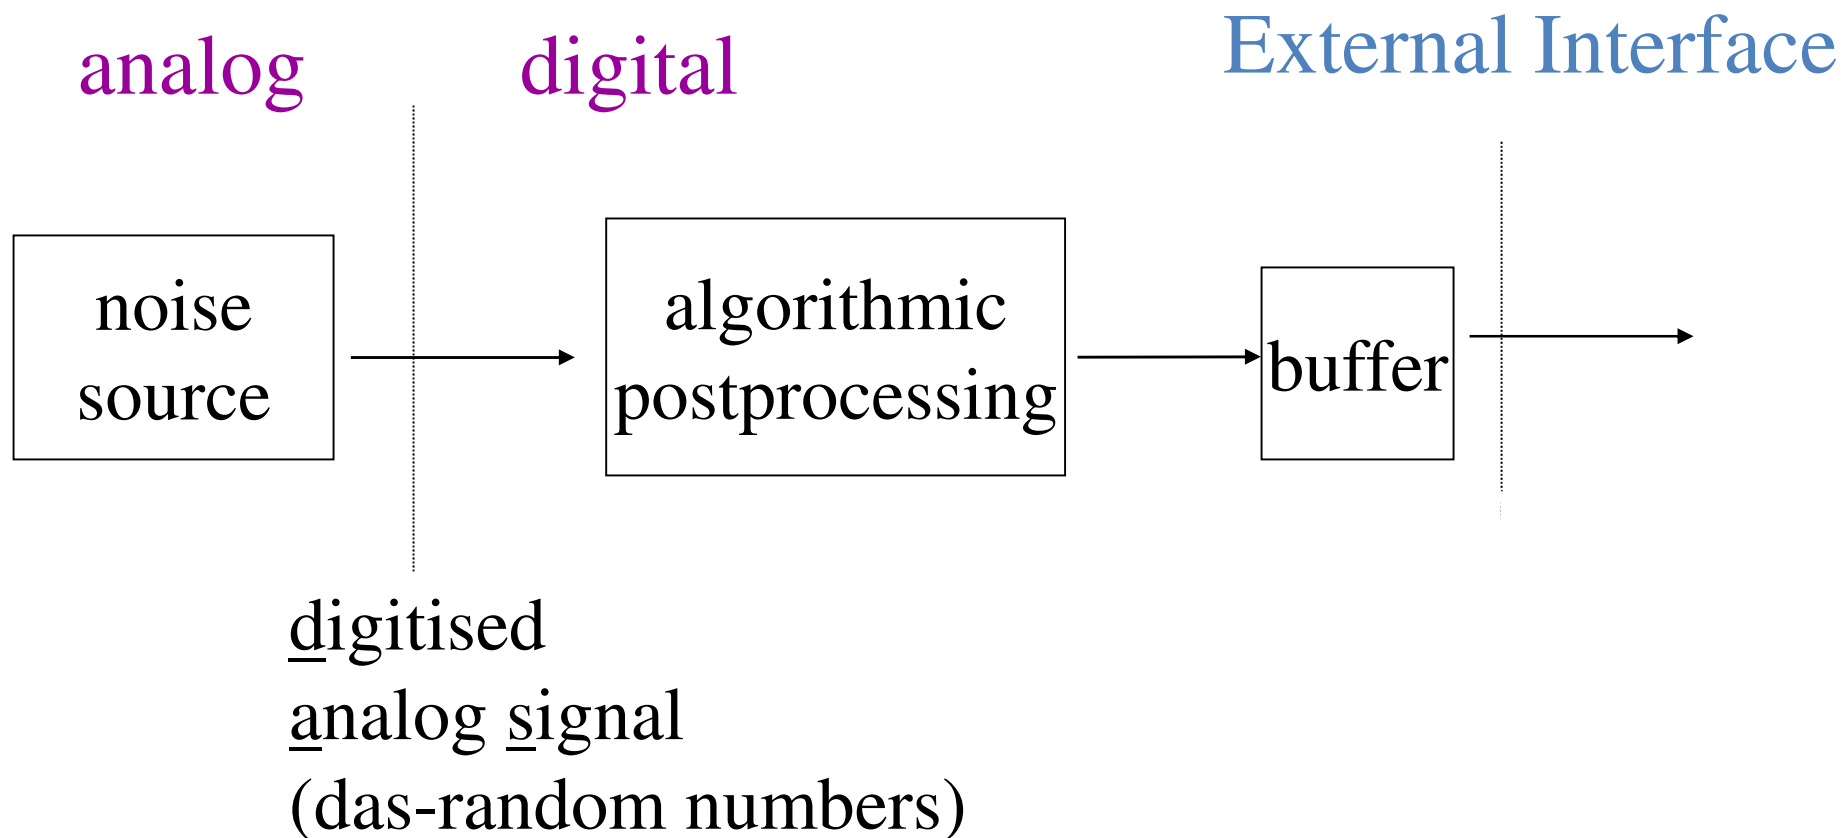 analog
digital
External Interface
noise
source
algorithmic
postprocessing
buffer
digitised
analog signal
(das-random numbers)